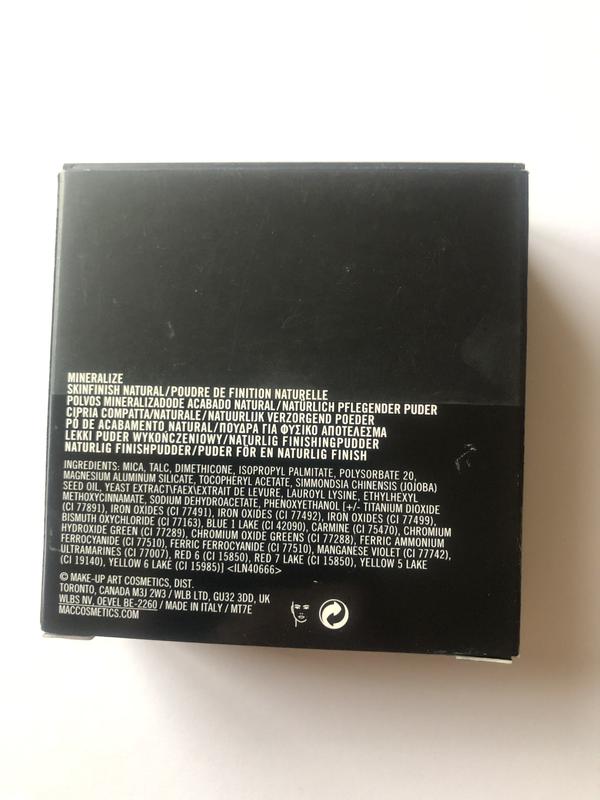 MINERALIZE
SKINFINISH NATURAL/POUDRE DE FINITION NATURELLE
POLVOS MINERALIZADODE ACABADO NATURAL/NATÜRLICH PFLEGENDER PUDER
CIPRIA COMPATTA/NATURALE/NATUURLIJK VERZORGEND POEDER
PÓ DE ACABAMENTO NATURAL/ΠΟΥΔΡΑ ΓΙΑ ΦΥΣΙΚΟ ΑΠΟΤΕΛΕΣΜΑ
LEKKI PUDER WYKOŃCZENIOWY/NATURLIG FINISHINGPUDDER
NATURLIG FINISHPUDDER/PUDER FÖR EN NATURLIG FINISH
INGREDIENTS: MICA, TALC, DIMETHICONE, ISOPROPYL PALMITATE, POLYSORBATE 20,
MAGNESIUM ALUMINUM SILICATE, TOCOPHERYL ACETATE, SIMMONDSIA CHINENSIS (JOJOBA)
SEED OIL, YEAST EXTRACT\FAEX\EXTRAIT DE LEVURE, LAUROYL LYSINE, ETHYLHEXYL
METHOXYCINNAMATE, SODIUM DEHYDROACETATE, PHENOXYETHANOL [+/- TITANIUM DIOXIDE
(CI 77891), IRON OXIDES (CI 77491), IRON OXIDES (CI 77492), IRON OXIDES (CI 77499),
BISMUTH OXYCHLORIDE (CI 77163), BLUE 1 LAKE (CI 42090), CARMINE (CI 75470), CHROMIUM
HYDROXIDE GREEN (CI 77289), CHROMIUM OXIDE GREENS (CI 77288), FERRIC AMMONIUM
FERROCYANIDE (CI 77510), FERRIC FERROCYANIDE (CI 77510), MANGANESE VIOLET (CI 77742),
ULTRAMARINES (CI 77007), RED 6 (CI 15850), RED 7 LAKE (CI 15850), YELLOW 5 LAKE
(CI 19140), YELLOW 6 LAKE (CI 15985)] <ILN40666>
© MAKE-UP ART COSMETICS, DIST.
TORONTO, CANADA M3J 2W3 / WLB LTD, GU32 3DD, UK
WLBS NV, OEVEL BE-2260 / MADE IN ITALY / MT7E
MACCOSMETICS.COM